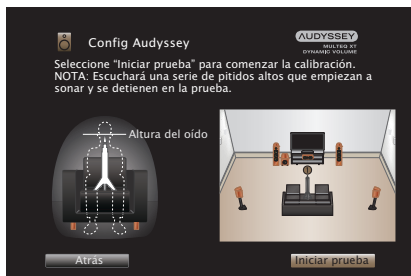 Config Audyssey
AUDYSSEY
MULTEQ XT
DYNAMIC VOLUME
Seleccione “Iniciar prueba” para comenzar la calibración.
NOTA: Escuchará una serie de pitidos altos que empiezan a
sonar y se detienen en la prueba.
Altura del oído
Atrás
Iniciar prueba